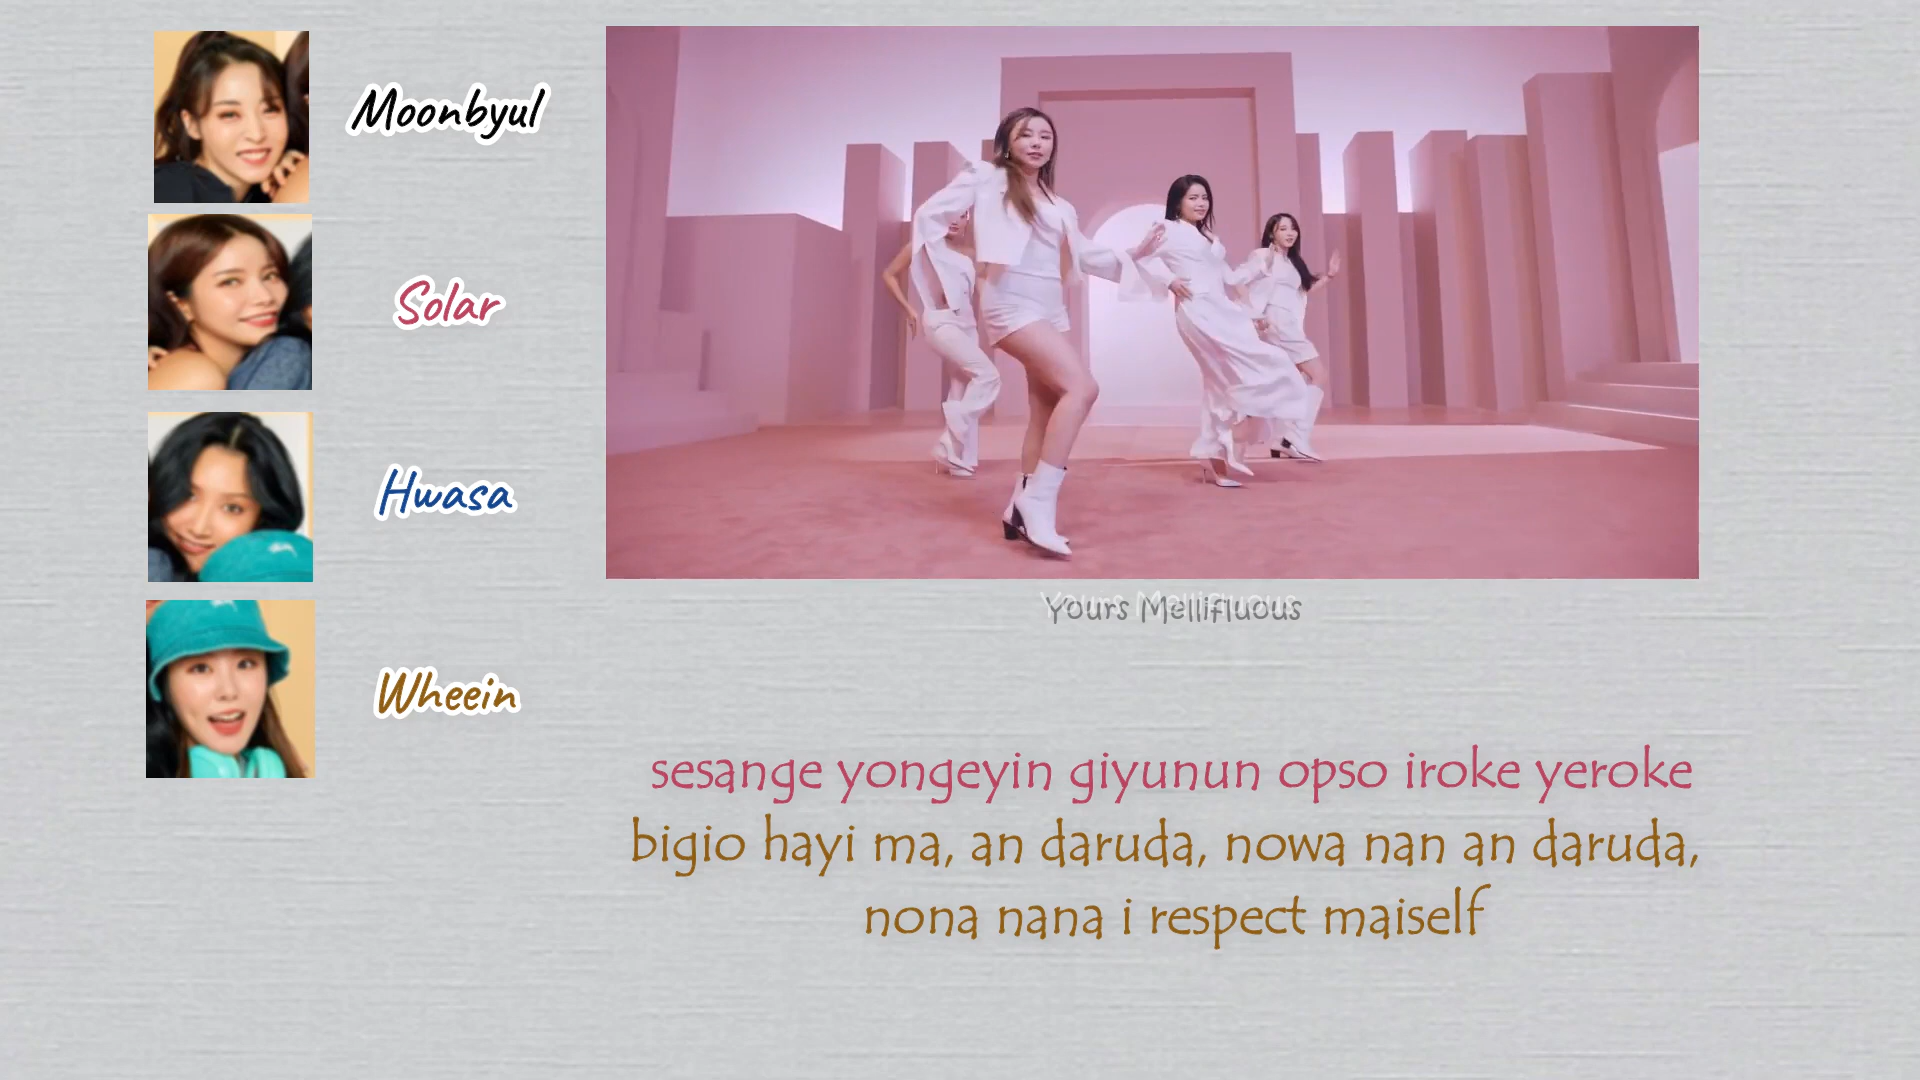 Moonbyul
Solar
Hwasa
Wheein
Yours Mellifluous
sesange yongeyin giyunun opso iroke yeroke
bigio hayi ma, an daruda, nowa nan an daruda,
nona nana i respect maiself